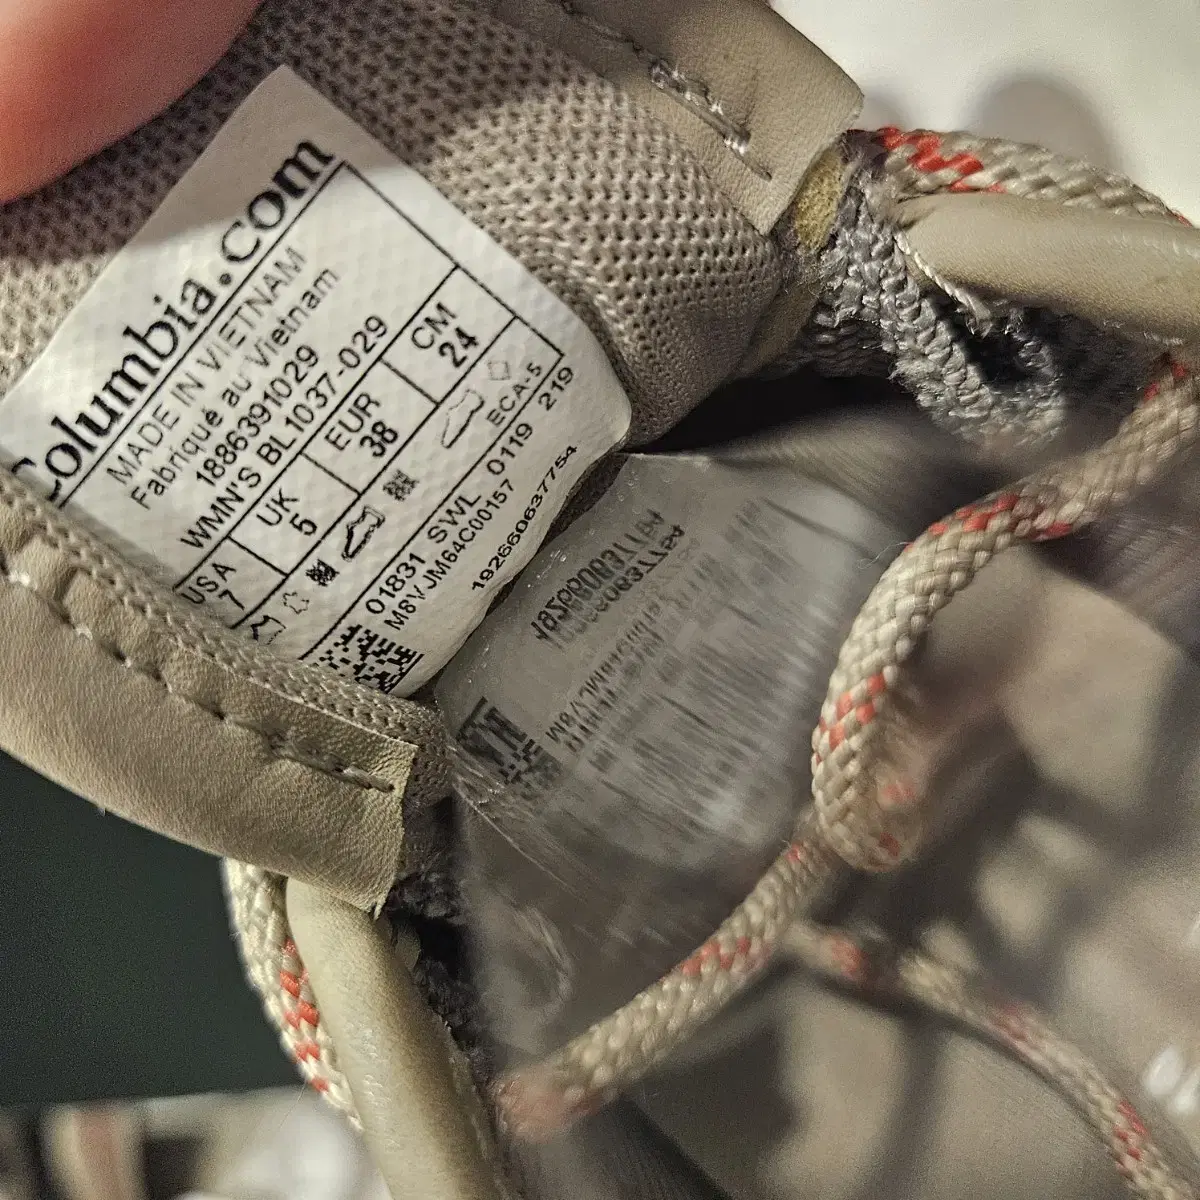 Columbia.com
MADE IN VIETNAM
Fabriqué au Vietnam
1886391029
WMN'S BL1037-029
USA UK EUR CM
7 5 38 24
ECA-5
01831 SWL 0119 219
M8VJM64C00157
192660637754